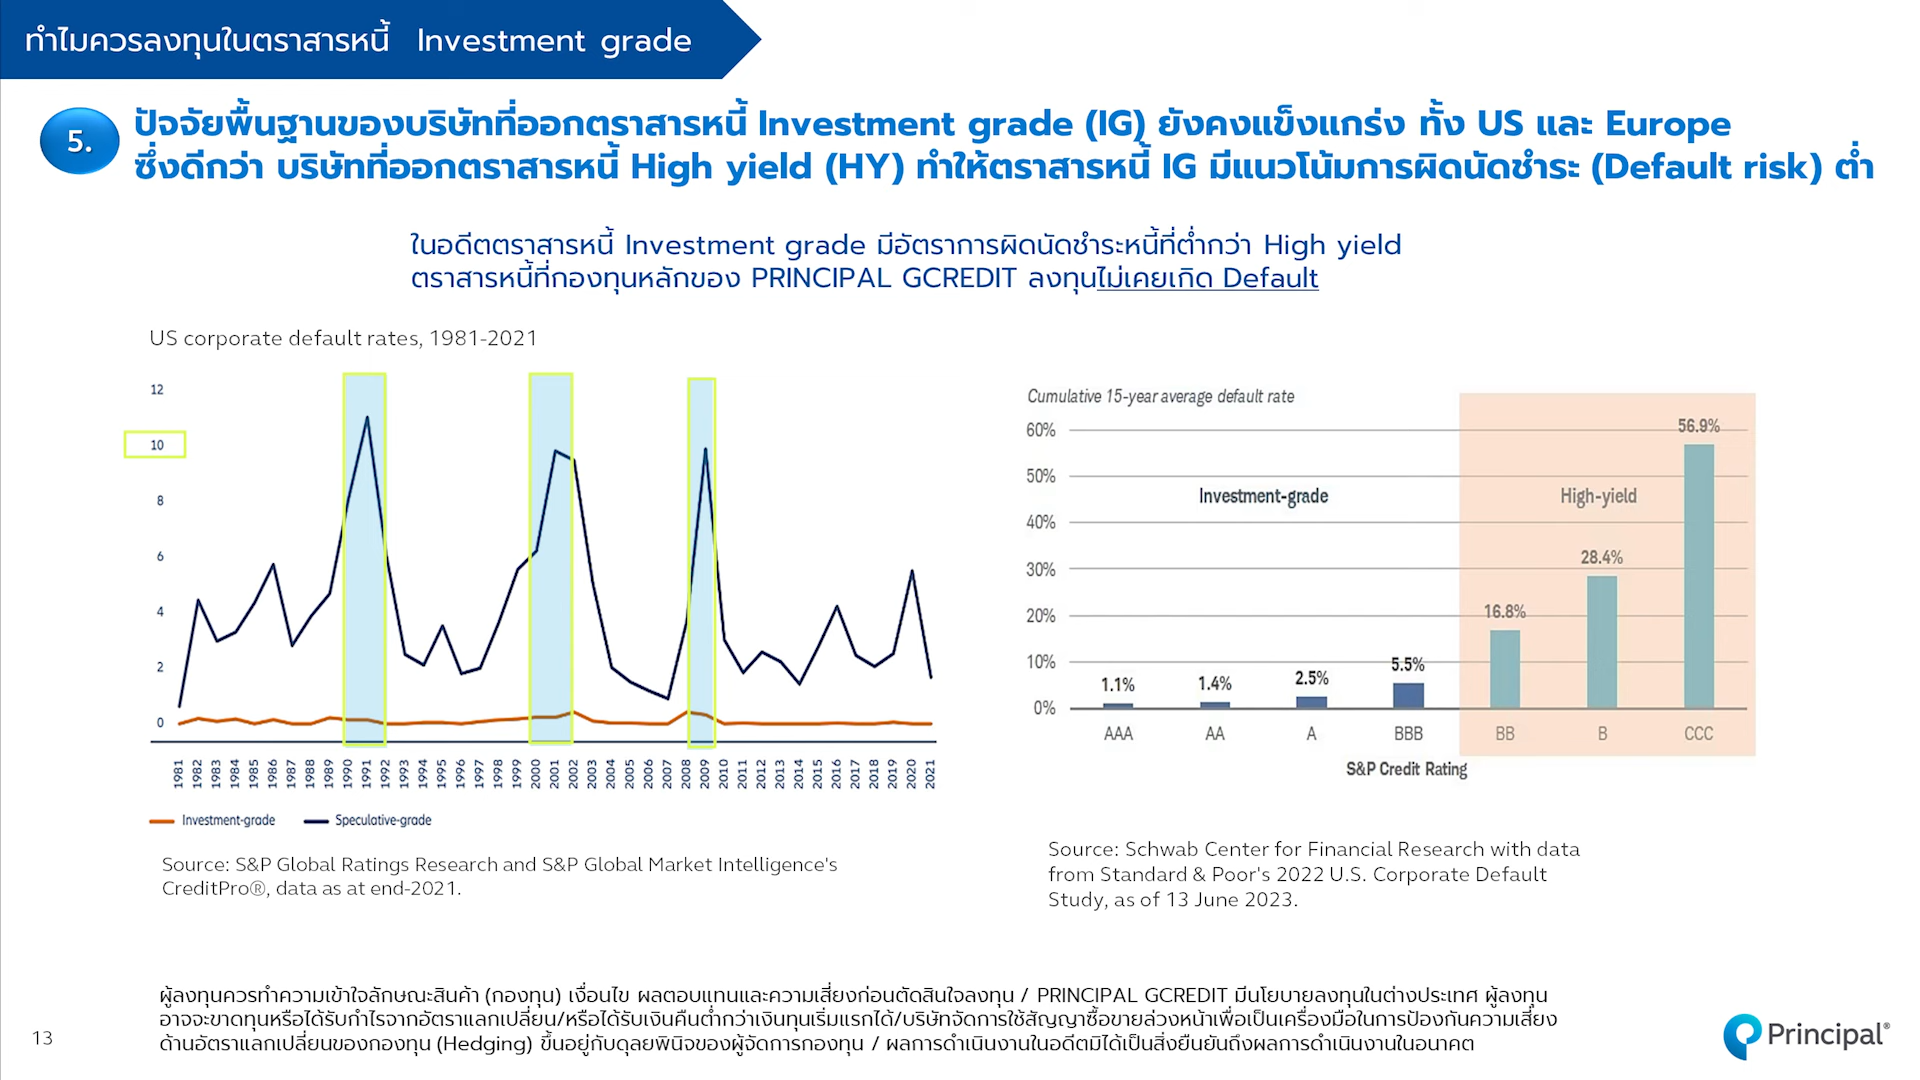 ทำไมควรลงทุนในตราสารหนี้ Investment grade
5.
ปัจจัยพื้นฐานของบริษัทที่ออกตราสารหนี้ Investment grade (IG) ยังคงแข็งแกร่ง ทั้ง US และ Europe
ซึ่งดีกว่า บริษัทที่ออกตราสารหนี้ High yield (HY) ทำให้ตราสารหนี้ IG มีแนวโน้มการผิดนัดชำระ (Default risk) ต่ำ
ในอดีตตราสารหนี้ Investment grade มีอัตราการผิดนัดชำระหนี้ที่ต่ำกว่า High yield
ตราสารหนี้ที่กองทุนหลักของ PRINCIPAL GCREDIT ลงทุนไม่เคยเกิด Default
US corporate default rates, 1981-2021
12
10
8
6
4
2
0
1981 1982 1983 1984 1985 1986 1987 1988 1989 1990 1991 1992 1993 1994 1995 1996 1997 1998 1999 2000 2001 2002 2003 2004 2005 2006 2007 2008 2009 2010 2011 2012 2013 2014 2015 2016 2017 2018 2019 2020 2021
Investment-grade Speculative-grade
Source: S&P Global Ratings Research and S&P Global Market Intelligence's
CreditPro®, data as at end-2021.
Cumulative 15-year average default rate
60%
50%
40%
30%
20%
10%
0%
Investment-grade High-yield
1.1% 1.4% 2.5% 5.5% 16.8% 28.4% 56.9%
AAA AA A BBB BB B CCC
S&P Credit Rating
Source: Schwab Center for Financial Research with data
from Standard & Poor's 2022 U.S. Corporate Default
Study, as of 13 June 2023.
ผู้ลงทุนควรทำความเข้าใจลักษณะสินค้า (กองทุน) เงื่อนไข ผลตอบแทนและความเสี่ยงก่อนตัดสินใจลงทุน / PRINCIPAL GCREDIT มีนโยบายลงทุนในต่างประเทศ ผู้ลงทุน
อาจจะขาดทุนหรือได้รับกำไรจากอัตราแลกเปลี่ยน/หรือได้รับเงินคืนต่ำกว่าเงินทุนเริ่มแรกได้/บริษัทจัดการใช้สัญญาซื้อขายล่วงหน้าเพื่อเป็นเครื่องมือในการป้องกันความเสี่ยง
ด้านอัตราแลกเปลี่ยนของกองทุน (Hedging) ขึ้นอยู่กับดุลยพินิจของผู้จัดการกองทุน / ผลการดำเนินงานในอดีตมิได้เป็นสิ่งยืนยันถึงผลการดำเนินงานในอนาคต
13
Principal®